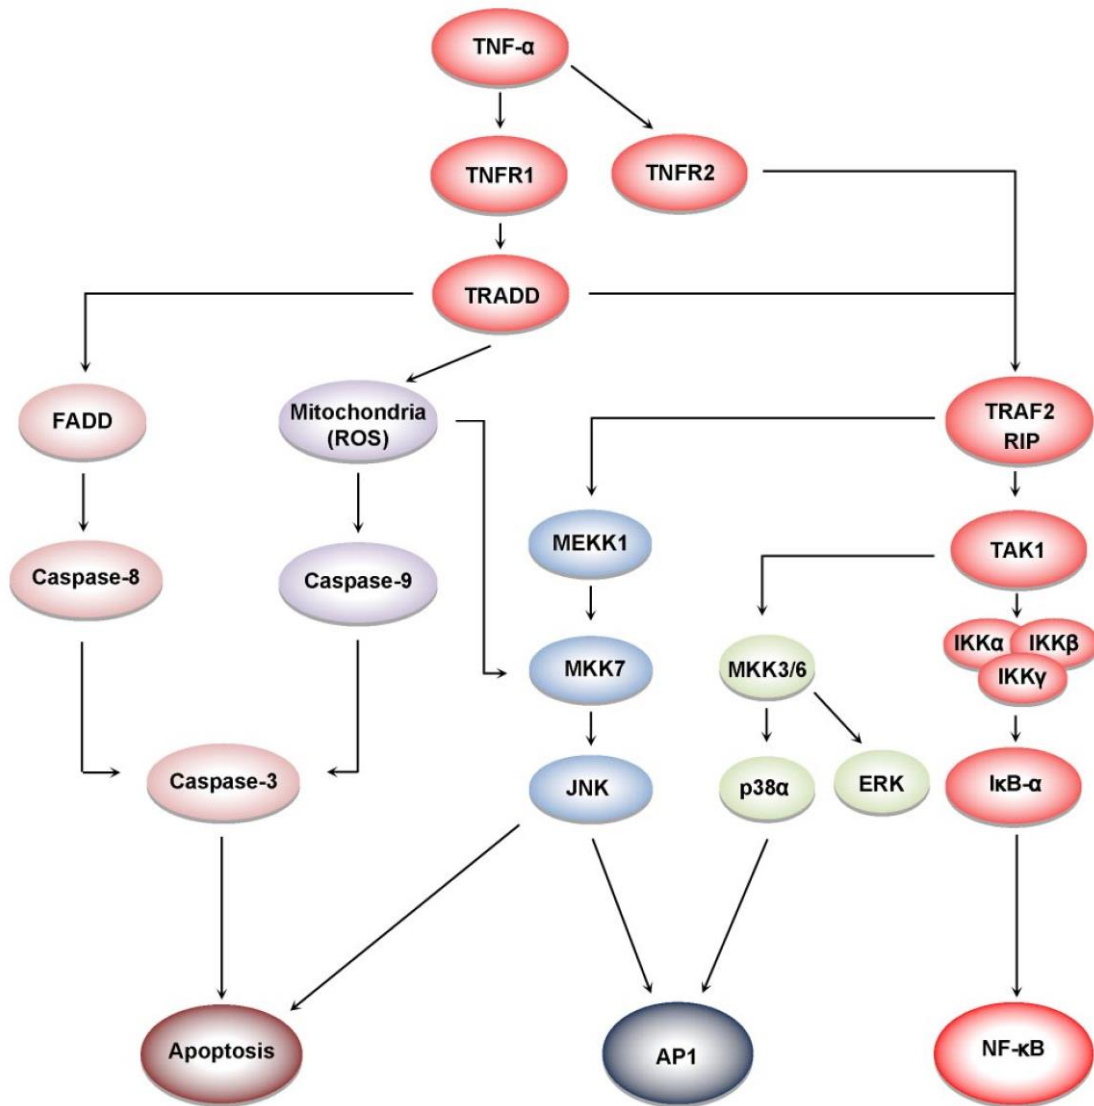 TNF-α
TNFR1
TNFR2
TRADD
FADD
Mitochondria
(ROS)
TRAF2
RIP
MEKK1
TAK1
Caspase-8
Caspase-9
IKKα
IKKβ
IKKγ
MKK7
MKK3/6
Caspase-3
JNK
p38α
ERK
IκB-α
Apoptosis
AP1
NF-κB